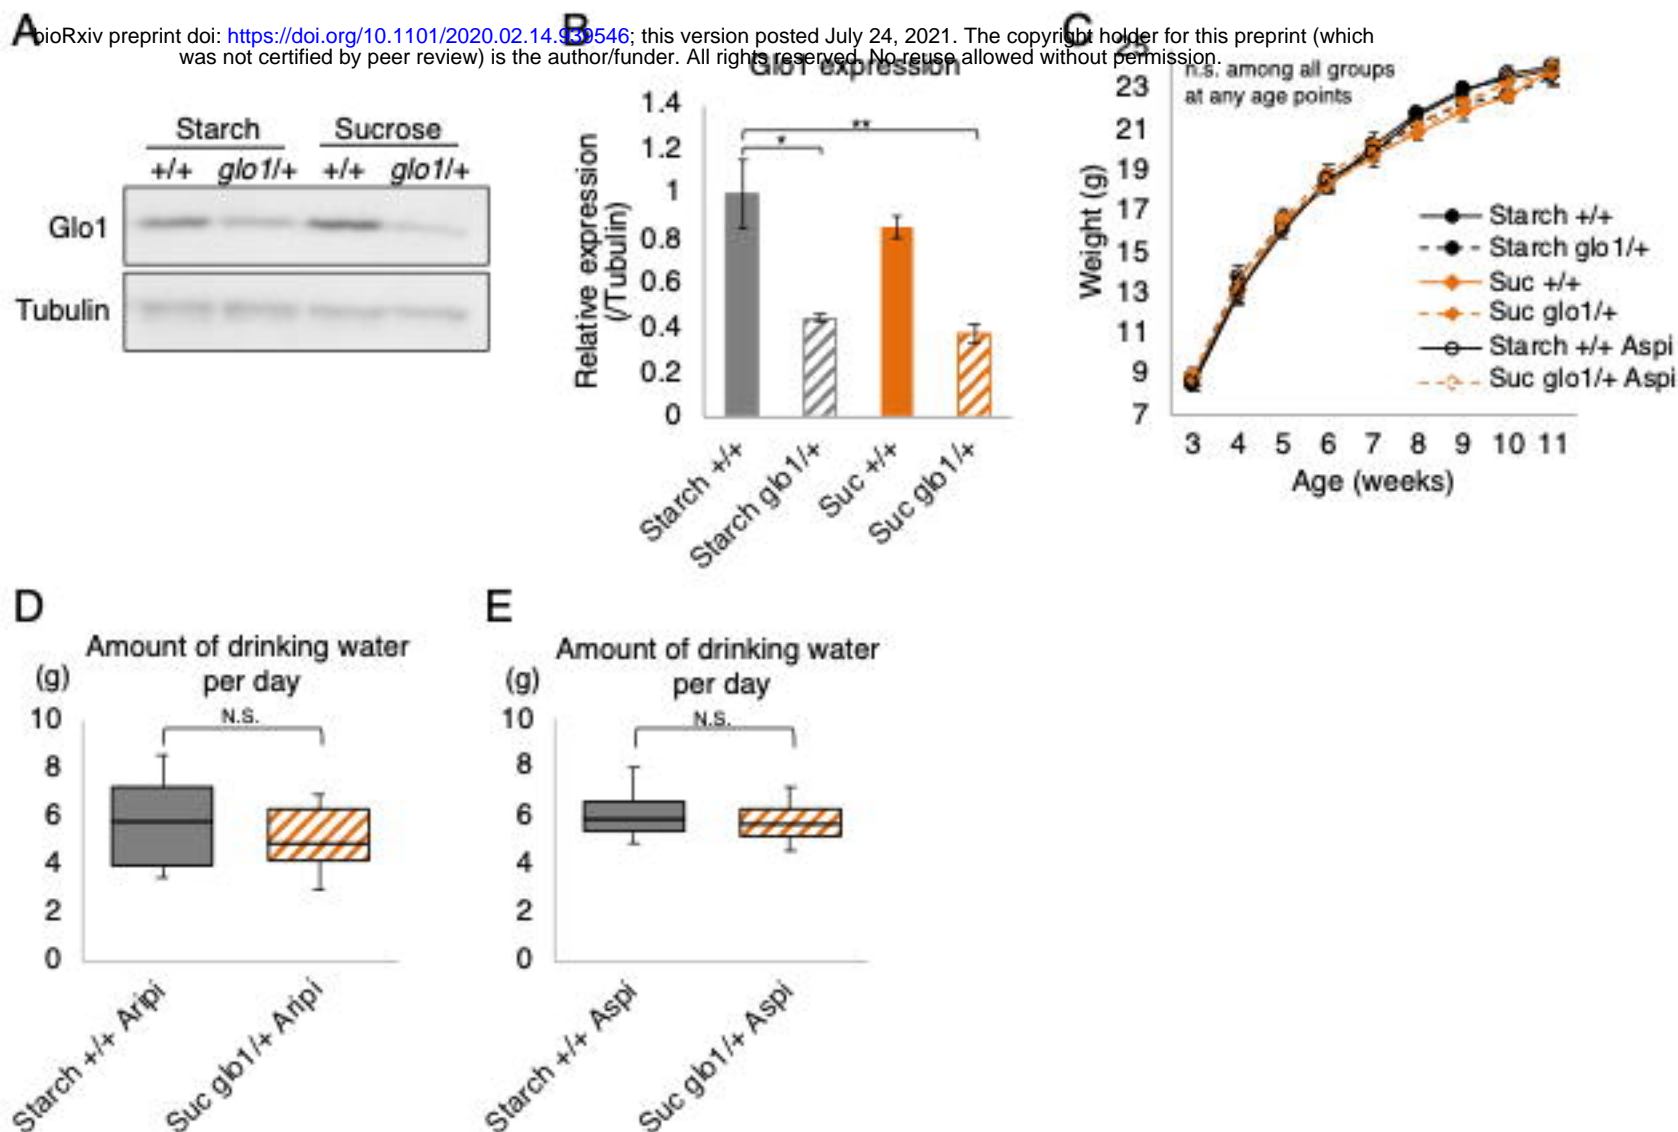 A
bioRxiv preprint doi: https://doi.org/10.1101/2020.02.14.939546; this version posted July 24, 2021. The copyright holder for this preprint (which
was not certified by peer review) is the author/funder. All rights reserved. No reuse allowed without permission.
Starch Sucrose
+/+ glo1/+ +/+ glo1/+
Glo1
Tubulin
B
Glo1 expression
Relative expression
(/Tubulin)
1.4
1.2
1
0.8
0.6
0.4
0.2
0
**
*
Starch +/+
Starch glo1/+
Suc +/+
Suc glo1/+
C
n.s. among all groups
at any age points
Weight (g)
25
23
21
19
17
15
13
11
9
7
3 4 5 6 7 8 9 10 11
Age (weeks)
Starch +/+
Starch glo1/+
Suc +/+
Suc glo1/+
Starch +/+ Aspi
Suc glo1/+ Aspi
D
Amount of drinking water
per day
(g)
N.S.
10
8
6
4
2
0
Starch +/+ Aripi
Suc glo1/+ Aripi
E
Amount of drinking water
per day
(g)
N.S.
10
8
6
4
2
0
Starch +/+ Aspi
Suc glo1/+ Aspi